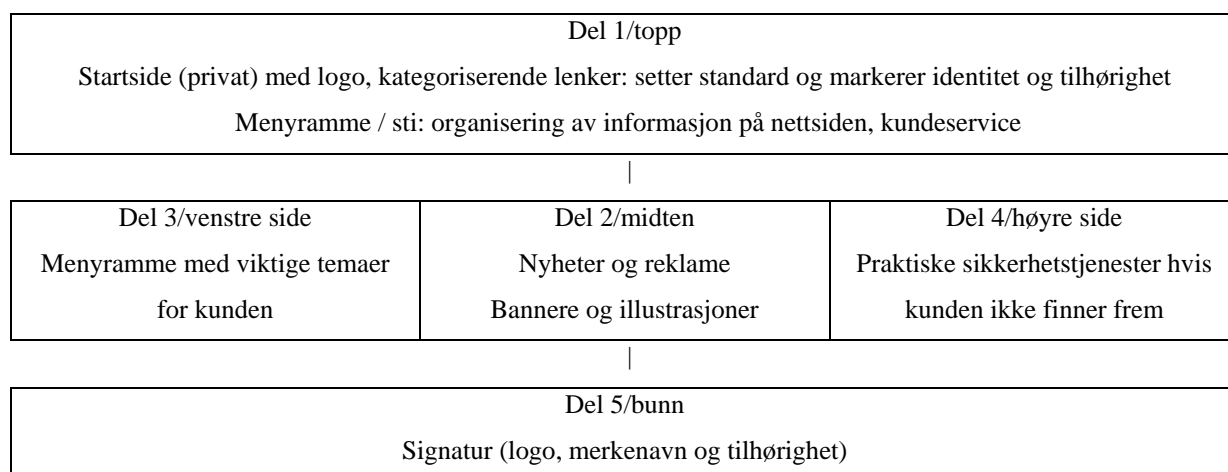 Del 1/topp
Startside (privat) med logo, kategoriserende lenker: setter standard og markerer identitet og tilhørighet
Menyramme / sti: organisering av informasjon på nettsiden, kundeservice
|
Del 3/venstre side
Menyramme med viktige temaer
for kunden
Del 2/midten
Nyheter og reklame
Bannere og illustrasjoner
Del 4/høyre side
Praktiske sikkerhetstjenester hvis
kunden ikke finner frem
|
Del 5/bunn
Signatur (logo, merkenavn og tilhørighet)